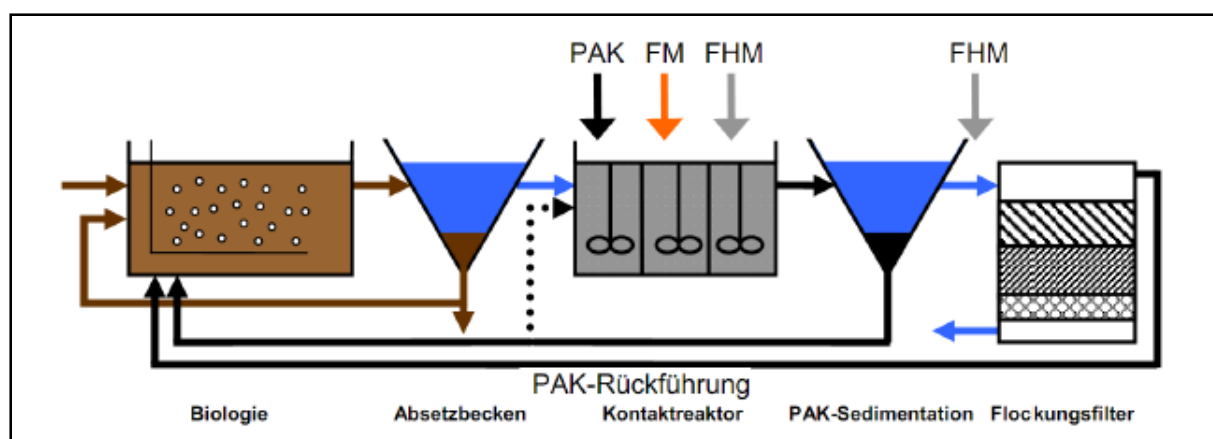 PAK FM FHM FHM
PAK-Rückführung
Biologie Absetzbecken Kontaktreaktor PAK-Sedimentation Flockungsfilter